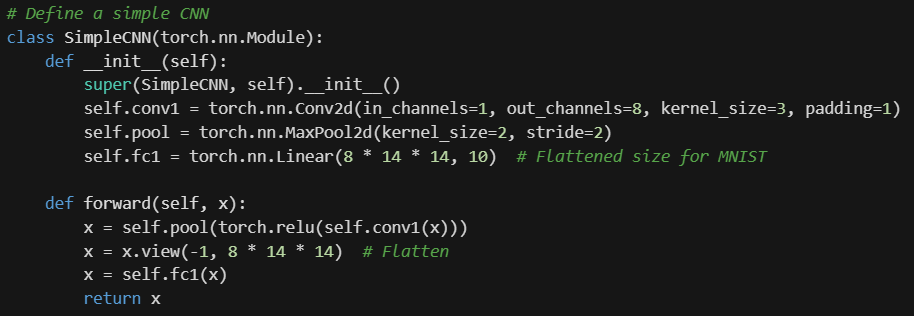 # Define a simple CNN
class SimpleCNN(torch.nn.Module):
    def __init__(self):
        super(SimpleCNN, self).__init__()
        self.conv1 = torch.nn.Conv2d(in_channels=1, out_channels=8, kernel_size=3, padding=1)
        self.pool = torch.nn.MaxPool2d(kernel_size=2, stride=2)
        self.fc1 = torch.nn.Linear(8 * 14 * 14, 10)  # Flattened size for MNIST

    def forward(self, x):
        x = self.pool(torch.relu(self.conv1(x)))
        x = x.view(-1, 8 * 14 * 14)  # Flatten
        x = self.fc1(x)
        return x